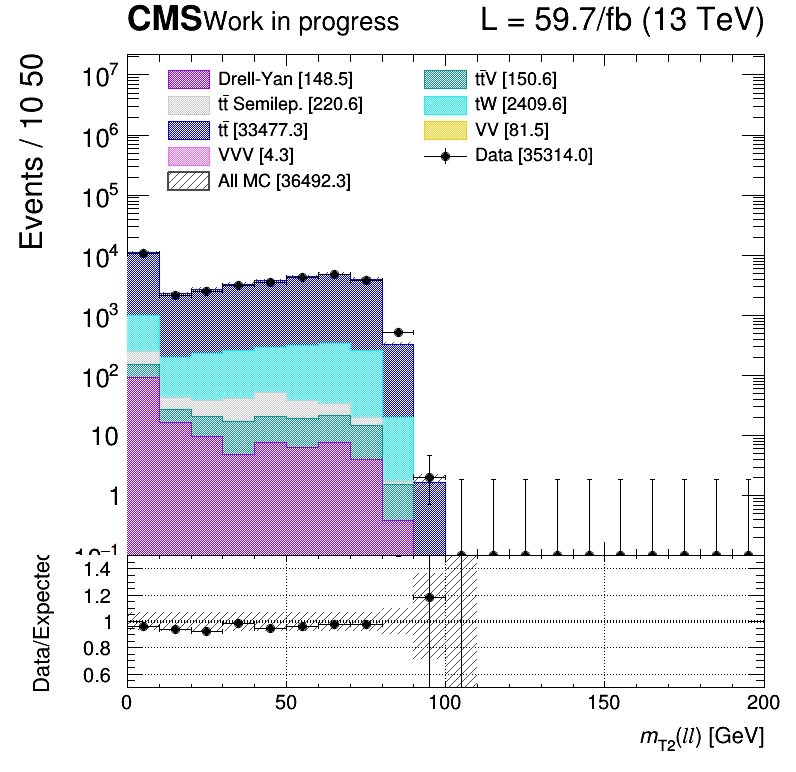 CMS Work in progress L = 59.7/fb (13 TeV)
Events / 10 50
10⁷
10⁶
10⁵
10⁴
10³
10²
10
1
10⁻¹
Drell-Yan [148.5]
tt̄ Semilep. [220.6]
tt̄ [33477.3]
VVV [4.3]
All MC [36492.3]
tt̄V [150.6]
tW [2409.6]
VV [81.5]
Data [35314.0]
Data/Expected
1.4
1.2
1
0.8
0.6
0 50 100 150 200
m_T2(ll) [GeV]